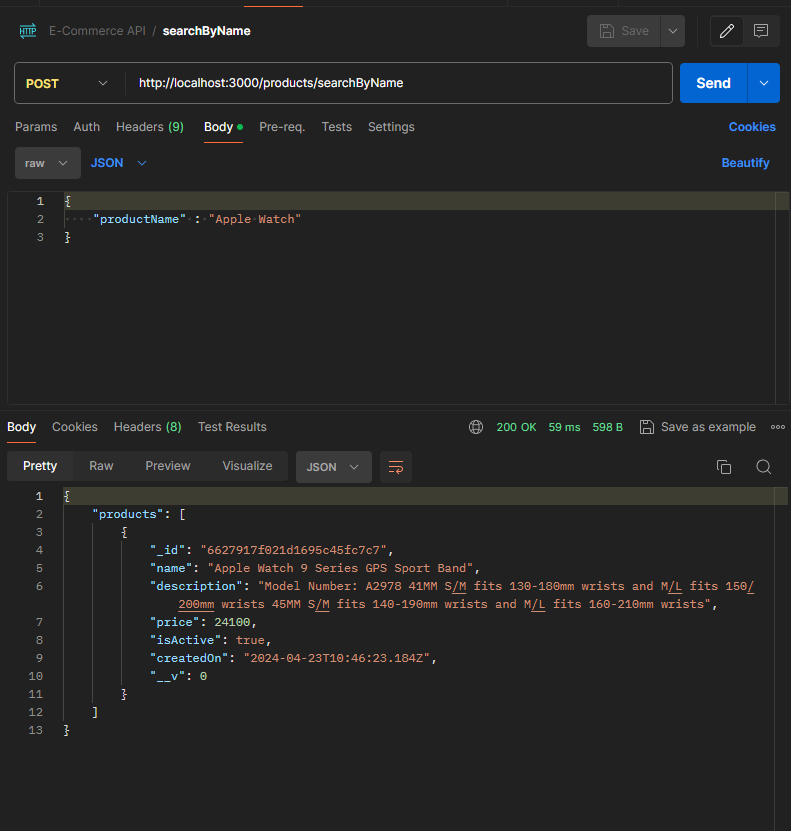 HTTP E-Commerce API / searchByName Save
POST http://localhost:3000/products/searchByName Send
Params Auth Headers (9) Body Pre-req. Tests Settings Cookies
raw JSON Beautify
1 {
2 "productName" : "Apple Watch"
3 }
Body Cookies Headers (8) Test Results 200 OK 59 ms 598 B Save as example
Pretty Raw Preview Visualize JSON
1 {
2 "products": [
3 {
4 "_id": "6627917f021d1695c45fc7c7",
5 "name": "Apple Watch 9 Series GPS Sport Band",
6 "description": "Model Number: A2978 41MM S/M fits 130-180mm wrists and M/L fits 150/
200mm wrists 45MM S/M fits 140-190mm wrists and M/L fits 160-210mm wrists",
7 "price": 24100,
8 "isActive": true,
9 "createdOn": "2024-04-23T10:46:23.184Z",
10 "__v": 0
11 }
12 ]
13 }